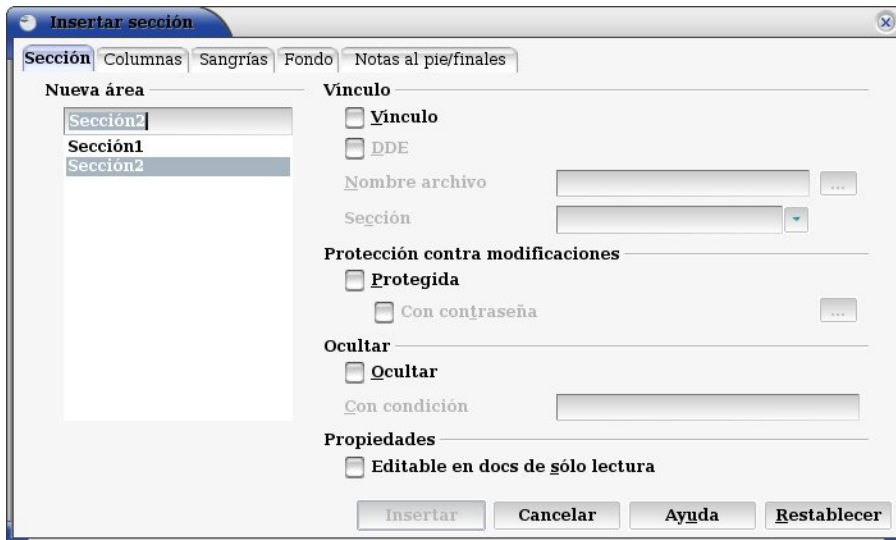 Insertar sección
Sección Columnas Sangrías Fondo Notas al pie/finales
Nueva área
Sección2
Sección1
Sección2
Vínculo
Vínculo
DDE
Nombre archivo ...
Sección
Protección contra modificaciones
Protegida
Con contraseña ...
Ocultar
Ocultar
Con condición
Propiedades
Editable en docs de sólo lectura
Insertar Cancelar Ayuda Restablecer